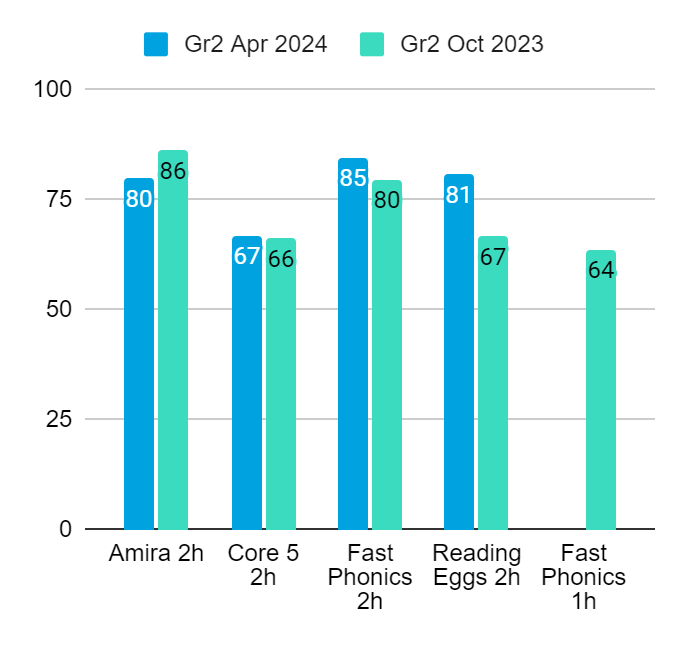 Gr2 Apr 2024 Gr2 Oct 2023
100
75
50
25
0
80 86 67 66 85 80 81 67 64
Amira 2h Core 5 Fast Reading Fast
2h Phonics Eggs 2h Phonics
2h 1h